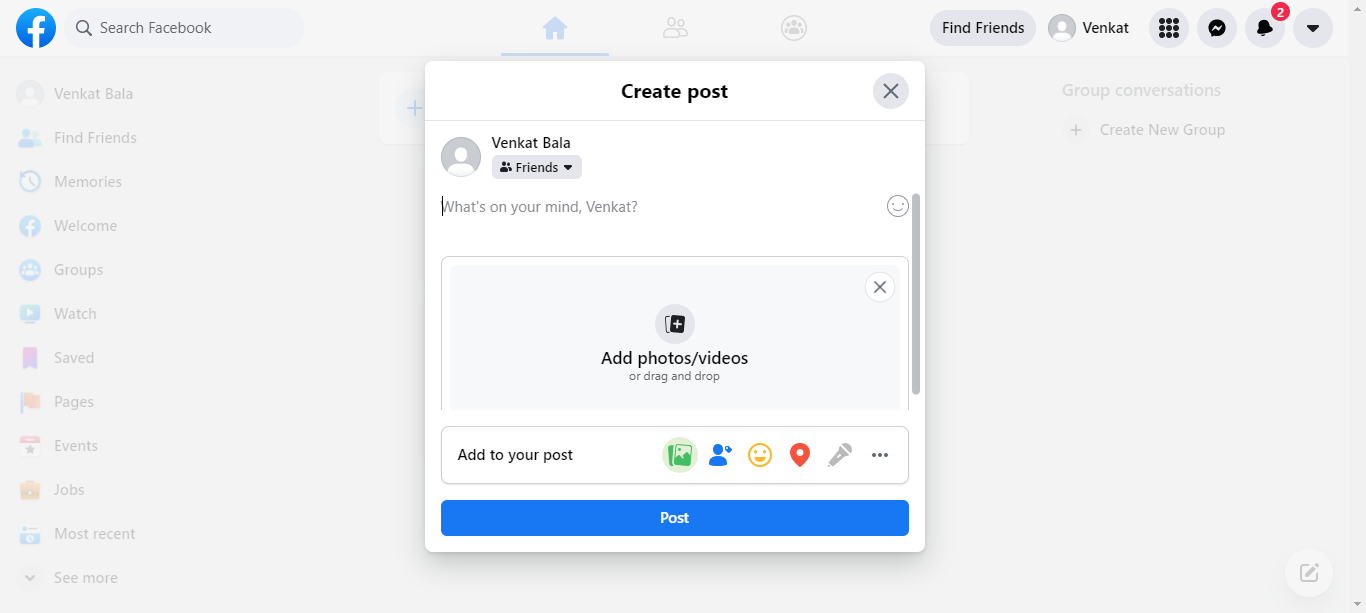 Search Facebook
Find Friends
Venkat
2
Create post
Venkat Bala
Friends
What's on your mind, Venkat?
Add photos/videos
or drag and drop
Add to your post
Post
Venkat Bala
Find Friends
Memories
Welcome
Groups
Watch
Saved
Pages
Events
Jobs
Most recent
See more
Group conversations
Create New Group